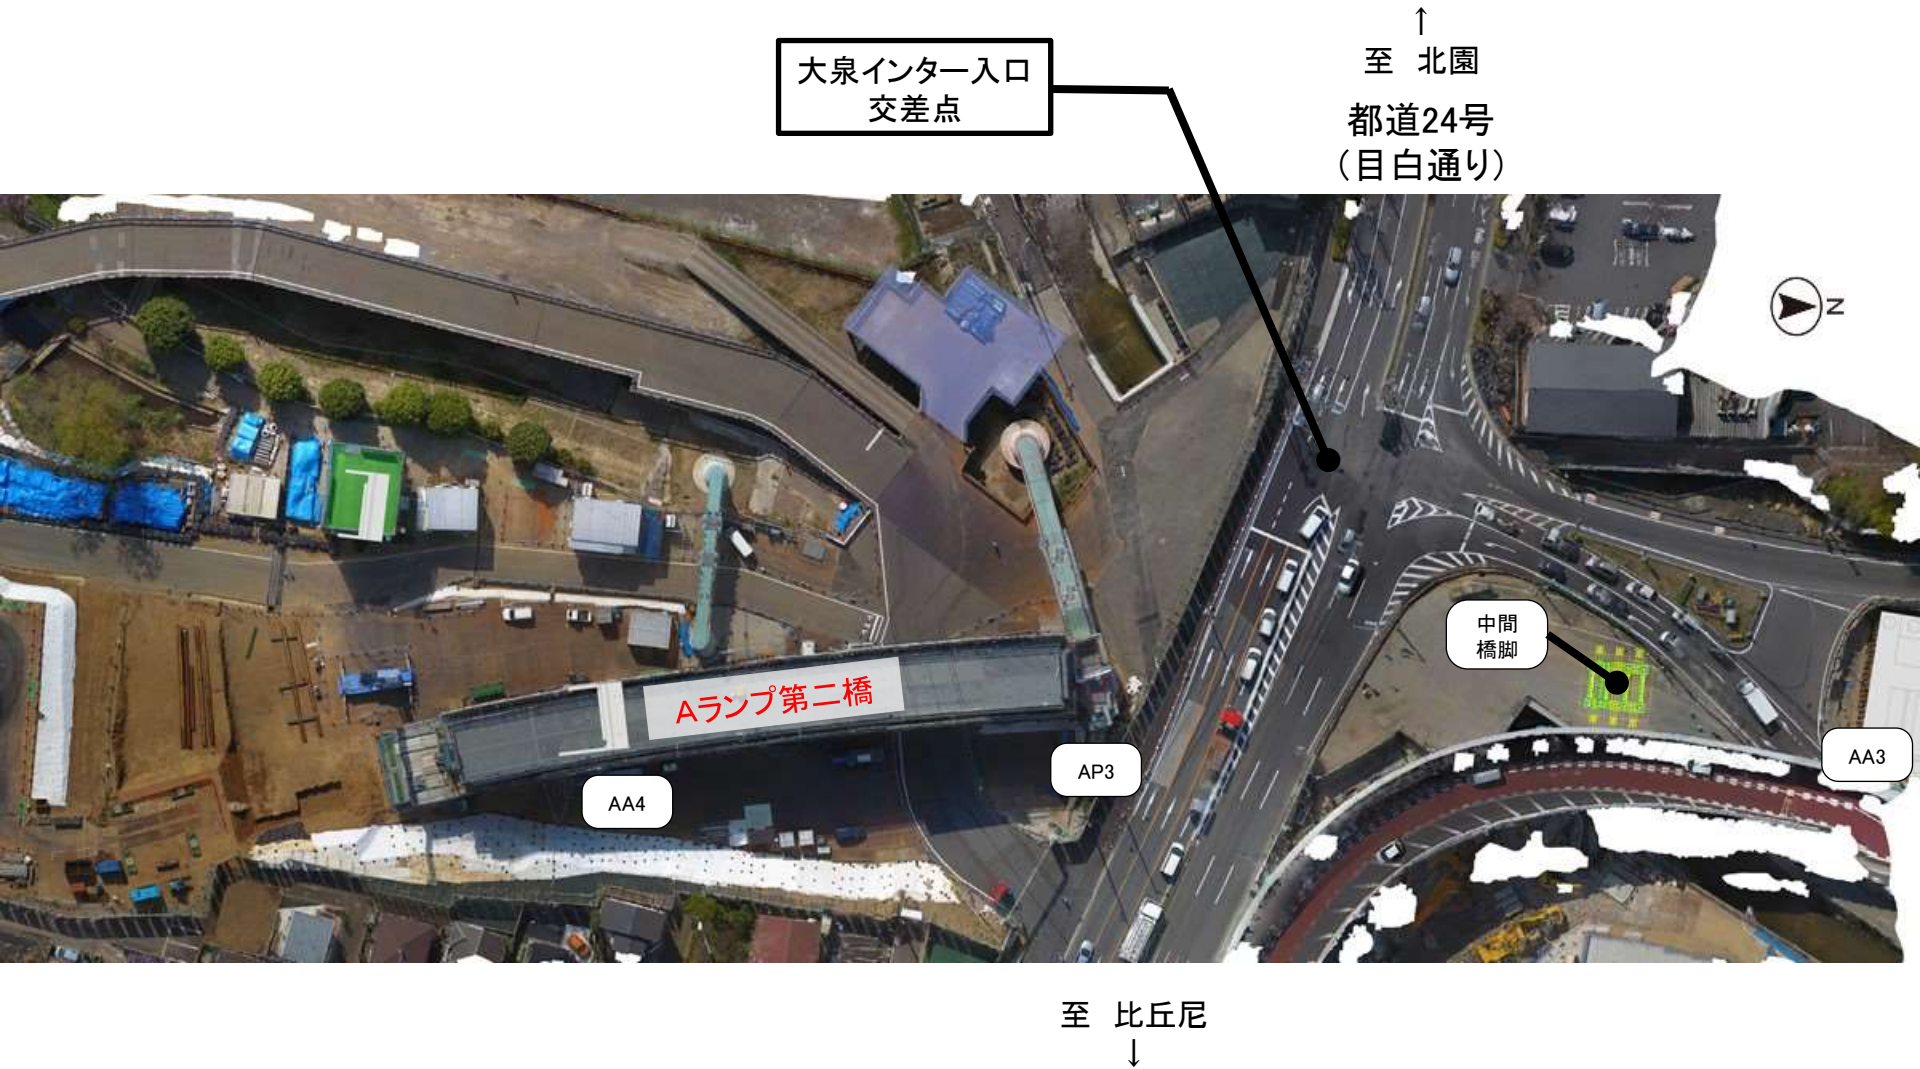 ↑
至 北園
大泉インター入口
交差点
都道24号
(目白通り)
N
中間
橋脚
Aランプ第二橋
AA3
AP3
AA4
至 比丘尼
↓